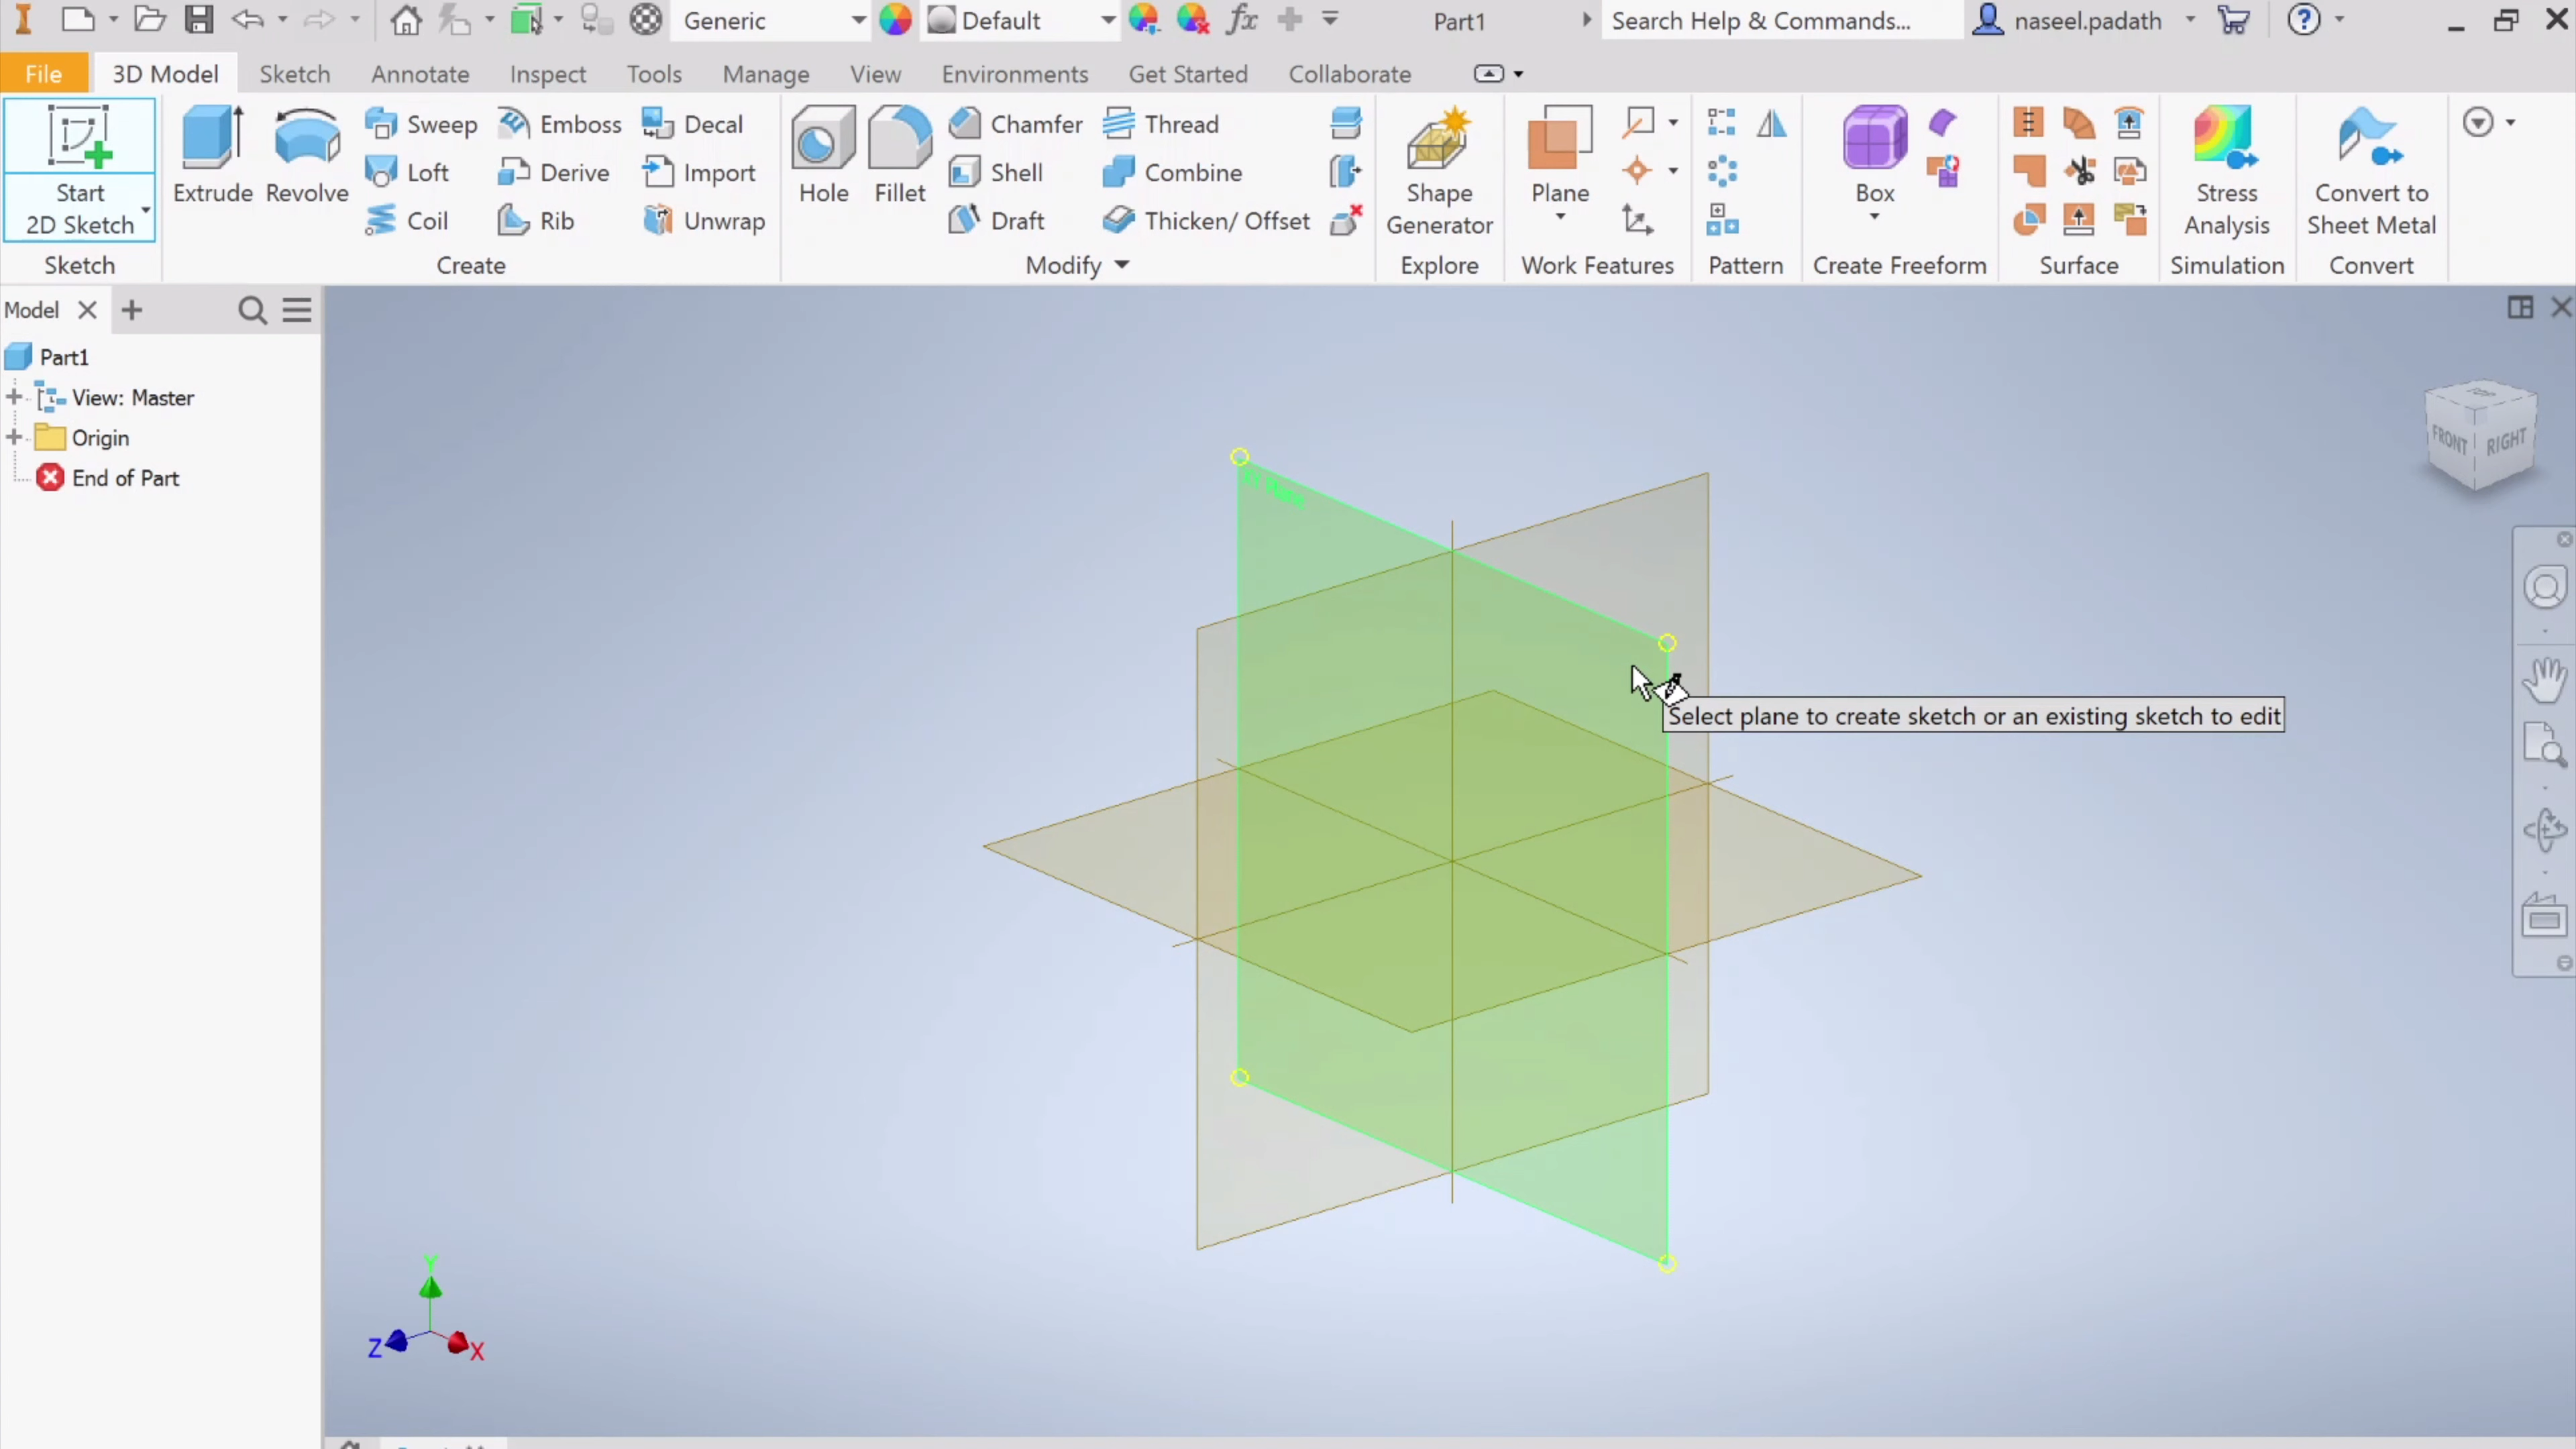 Generic
Default
fx
Part1
Search Help & Commands...
naseel.padath
File
3D Model
Sketch
Annotate
Inspect
Tools
Manage
View
Environments
Get Started
Collaborate
Start
2D Sketch
Extrude
Revolve
Sweep
Loft
Coil
Emboss
Derive
Rib
Decal
Import
Unwrap
Hole
Fillet
Chamfer
Shell
Draft
Thread
Combine
Thicken/ Offset
Shape
Generator
Plane
Box
Stress
Analysis
Convert to
Sheet Metal
Sketch
Create
Modify
Explore
Work Features
Pattern
Create Freeform
Surface
Simulation
Convert
Model
Part1
View: Master
Origin
End of Part
XY Plane
TOP
FRONT
RIGHT
Select plane to create sketch or an existing sketch to edit
Y
Z
X